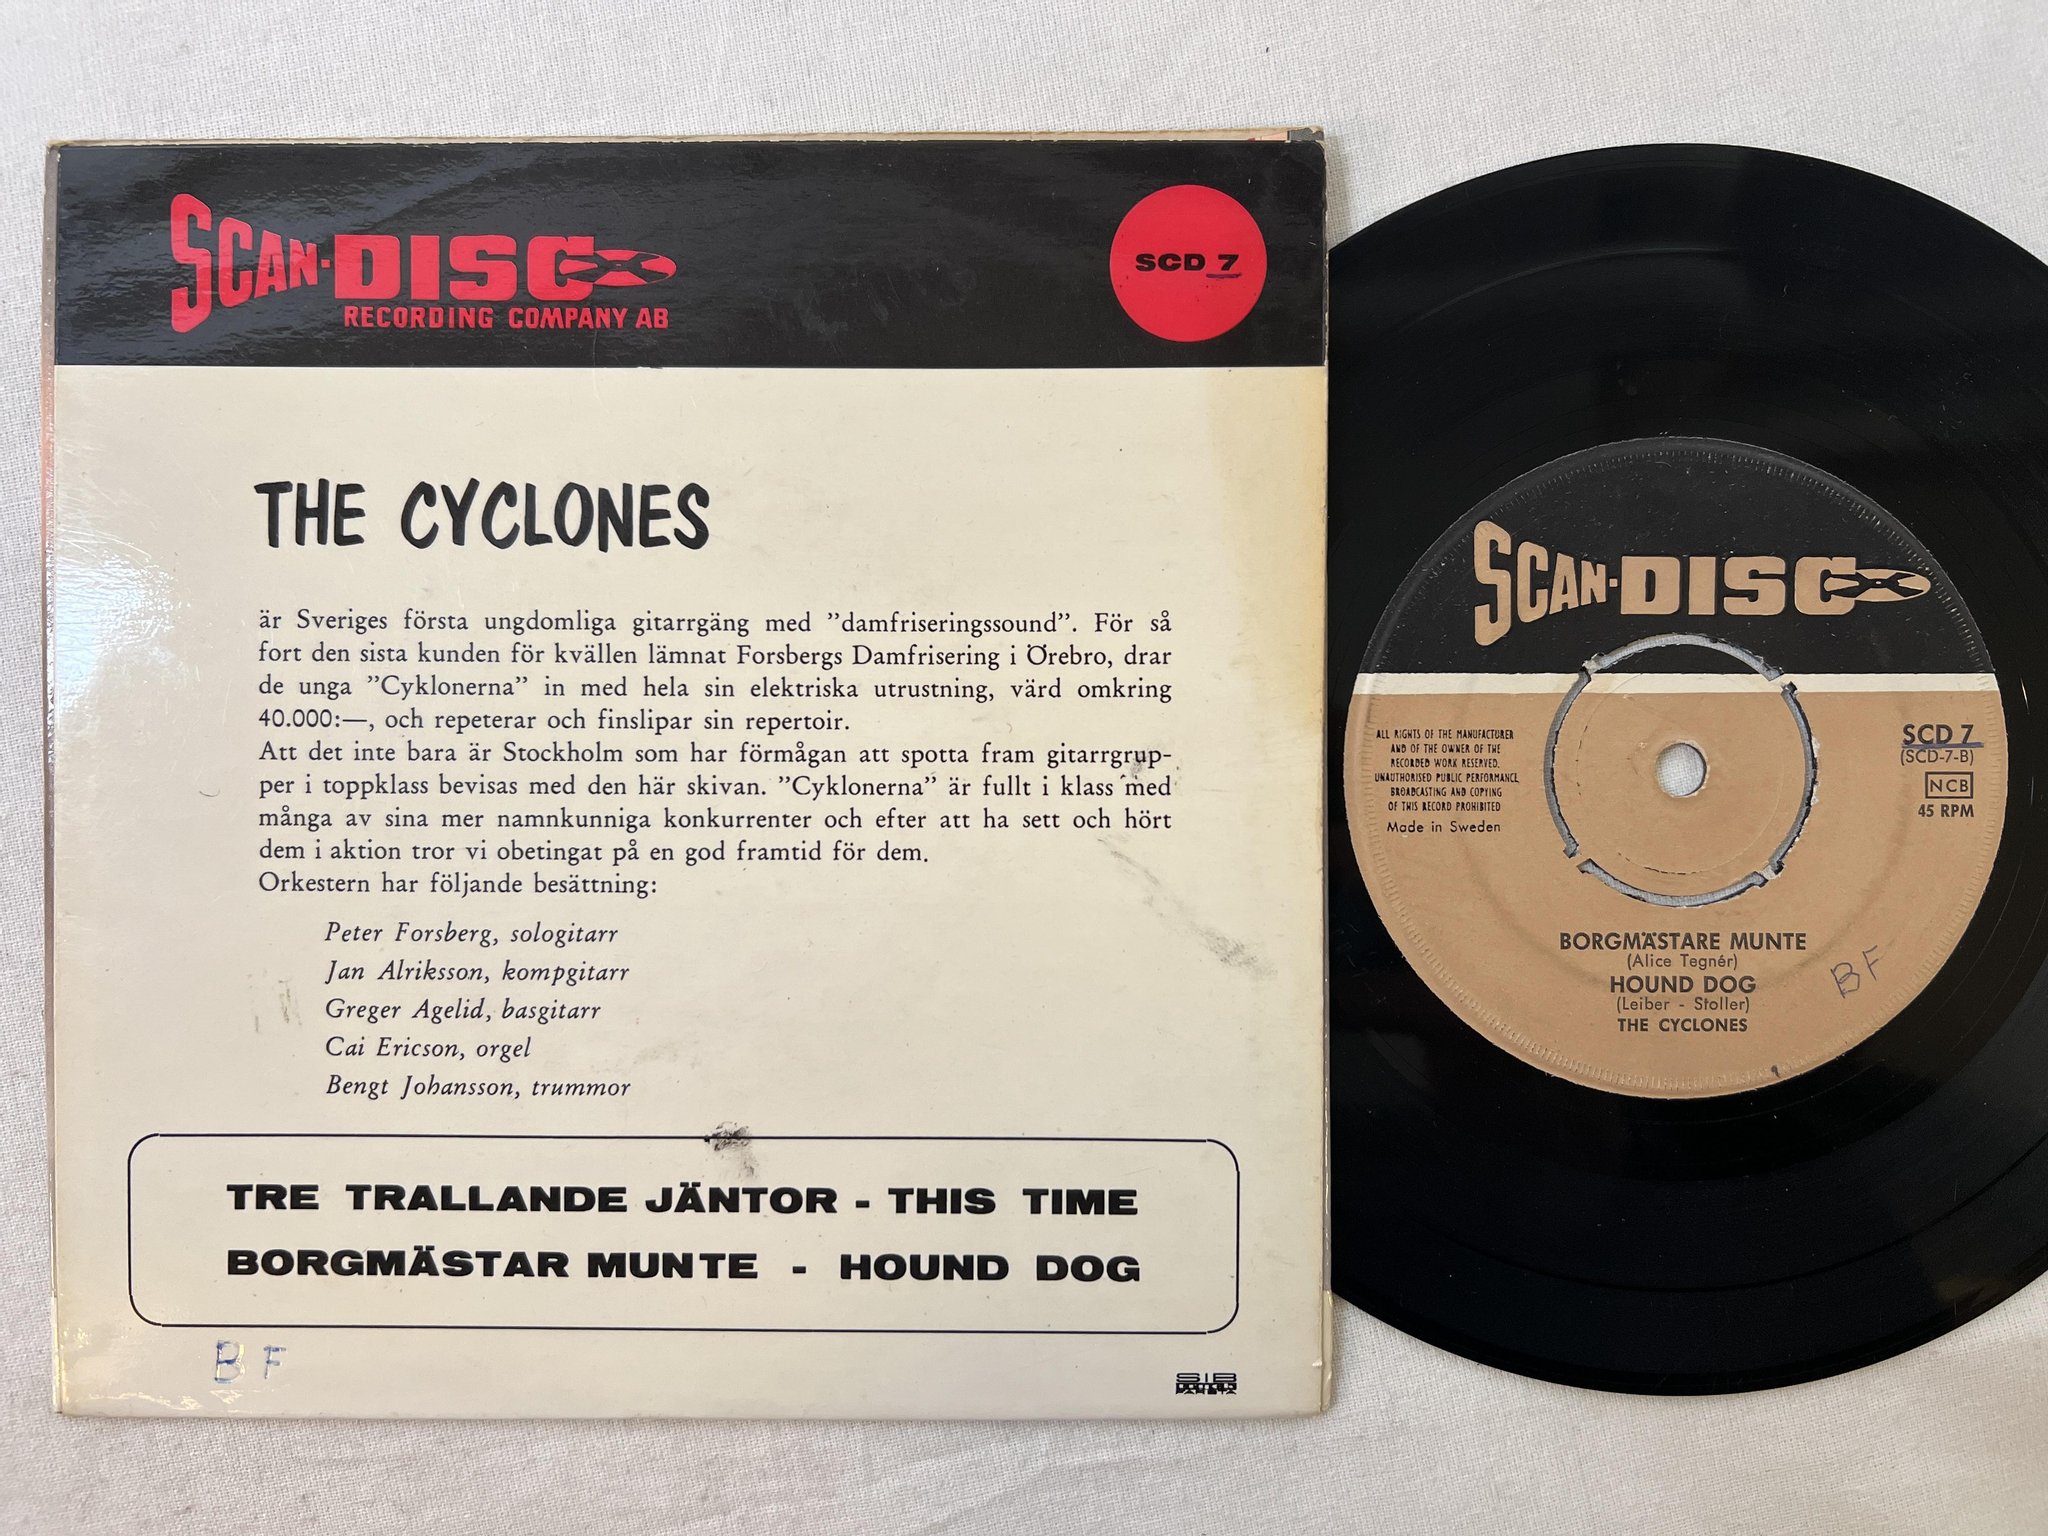 SCAN-DISC
RECORDING COMPANY AB
SCD 7
THE CYCLONES
är Sveriges första ungdomliga gitarrgäng med ”damfriseringssound”. För så
fort den sista kunden för kvällen lämnat Forsbergs Damfrisering i Örebro, drar
de unga ”Cyklonerna” in med hela sin elektriska utrustning, värd omkring
40.000:—, och repeterar och finslipar sin repertoir.
Att det inte bara är Stockholm som har förmågan att spotta fram gitarrgrup-
per i toppklass bevisas med den här skivan. ”Cyklonerna” är fullt i klass med
många av sina mer namnkunniga konkurrenter och efter att ha sett och hört
dem i aktion tror vi obetingat på en god framtid för dem.
Orkestern har följande besättning:
Peter Forsberg, sologitarr
Jan Alriksson, kompgitarr
Greger Agelid, basgitarr
Cai Ericson, orgel
Bengt Johansson, trummor
TRE TRALLANDE JÄNTOR - THIS TIME
BORGMÄSTAR MUNTE - HOUND DOG
BF
SIB
SCAN-DISC
ALL RIGHTS OF THE MANUFACTURER
AND OF THE OWNER OF THE
RECORDED WORK RESERVED.
UNAUTHORISED PUBLIC PERFORMANCE,
BROADCASTING AND COPYING
OF THIS RECORD PROHIBITED
Made in Sweden
SCD 7
(SCD-7-B)
NCB
45 RPM
BORGMÄSTARE MUNTE
(Alice Tegnér)
HOUND DOG
(Leiber - Stoller)
THE CYCLONES
BF